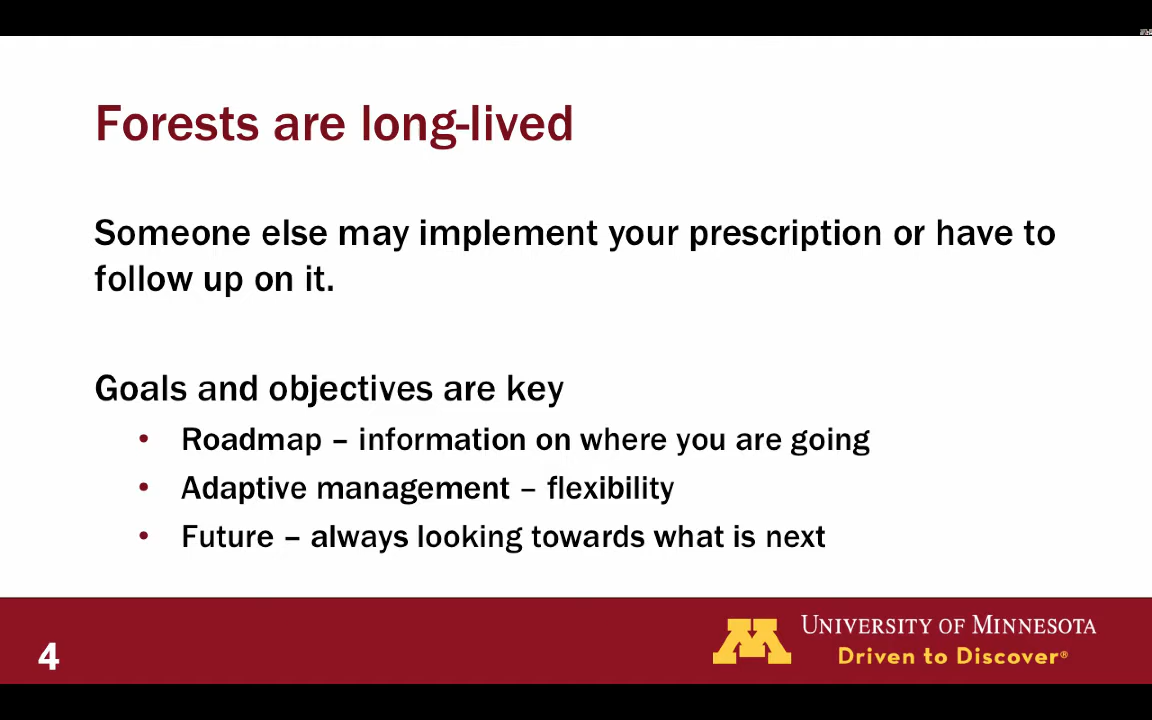 Forests are long-lived
Someone else may implement your prescription or have to
follow up on it.
Goals and objectives are key
• Roadmap – information on where you are going
• Adaptive management – flexibility
• Future – always looking towards what is next
4
M
UNIVERSITY OF MINNESOTA
Driven to Discover®